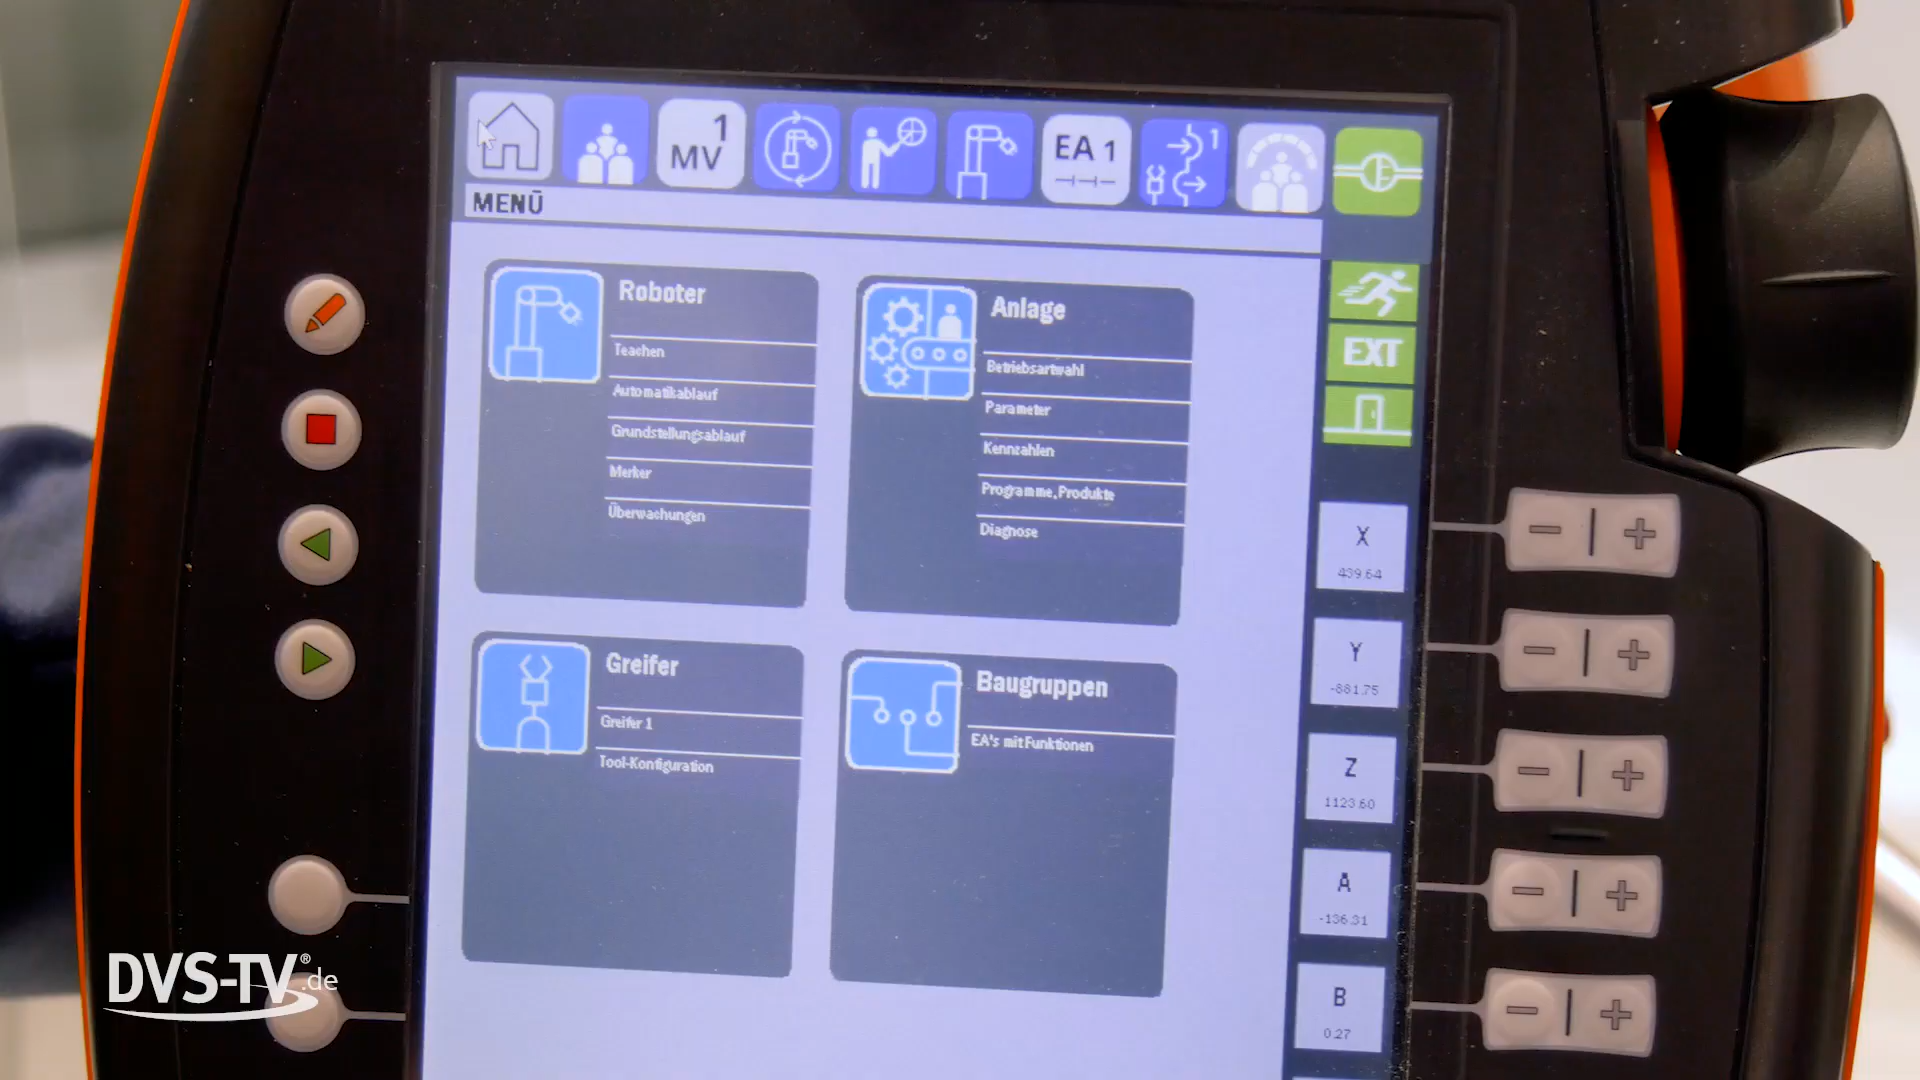 1
MV
EA 1
1
MENÜ
Roboter
Teachen
Automatikablauf
Grundstellungsablauf
Merker
Überwachungen
Anlage
Betriebsartwahl
Parameter
Kennzahlen
Programme, Produkte
Diagnose
Greifer
Greifer 1
Tool-Konfiguration
Baugruppen
EA's mit Funktionen
EXT
X
439.64
Y
-881.75
Z
1123.60
A
-136.31
B
0.27
DVS-TV®.de